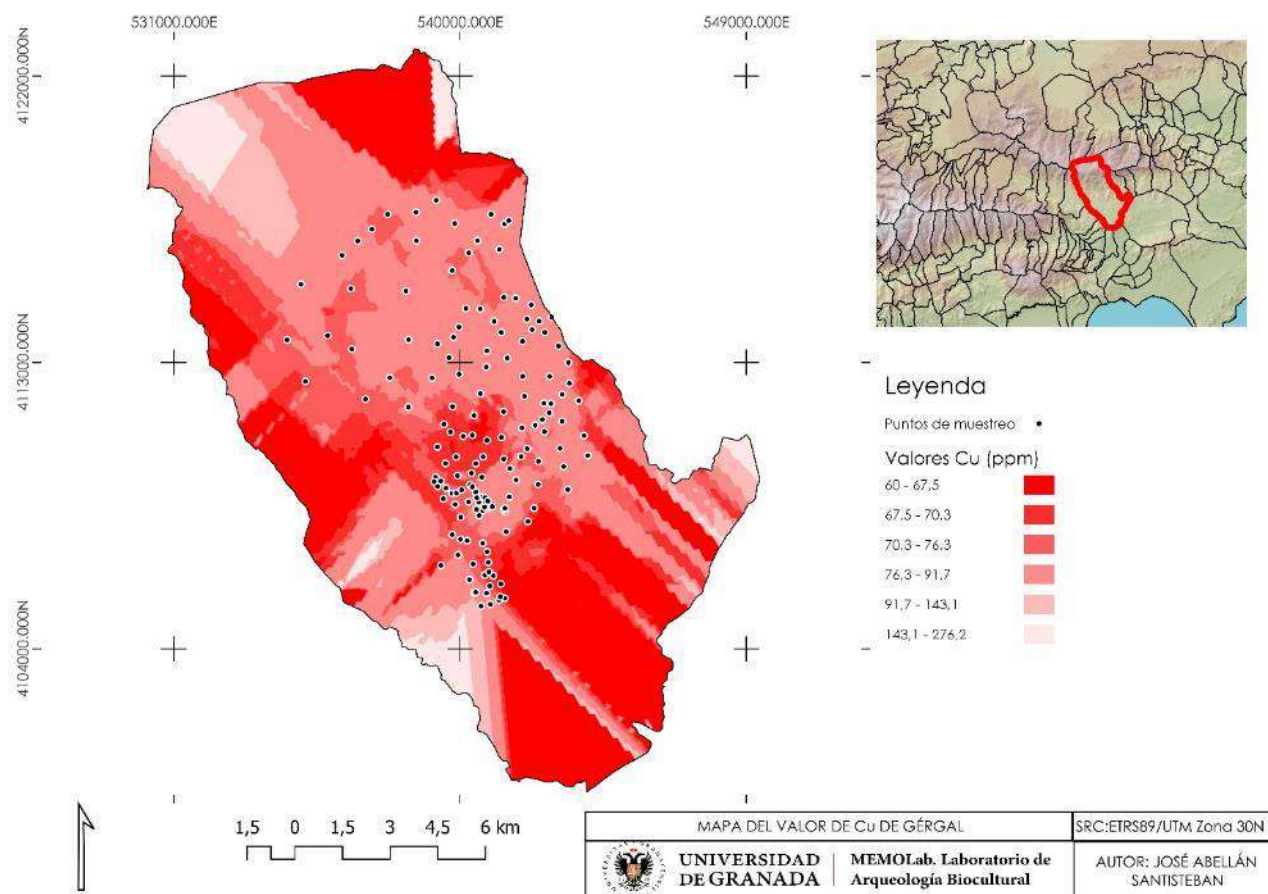 531000.000E
540000.000E
549000.000E
4122000.000N
4113000.000N
4104000.000N
Leyenda
Puntos de muestreo
Valores Cu (ppm)
60 - 67,5
67,5 - 70,3
70,3 - 76,3
76,3 - 91,7
91,7 - 143,1
143,1 - 276,2
1,5 0 1,5 3 4,5 6 km
MAPA DEL VALOR DE Cu DE GÉRGAL
SRC:ETRS89/UTM Zona 30N
UNIVERSIDAD
DE GRANADA
MEMOLab. Laboratorio de
Arqueología Biocultural
AUTOR: JOSÉ ABELLÁN
SANTISTEBAN